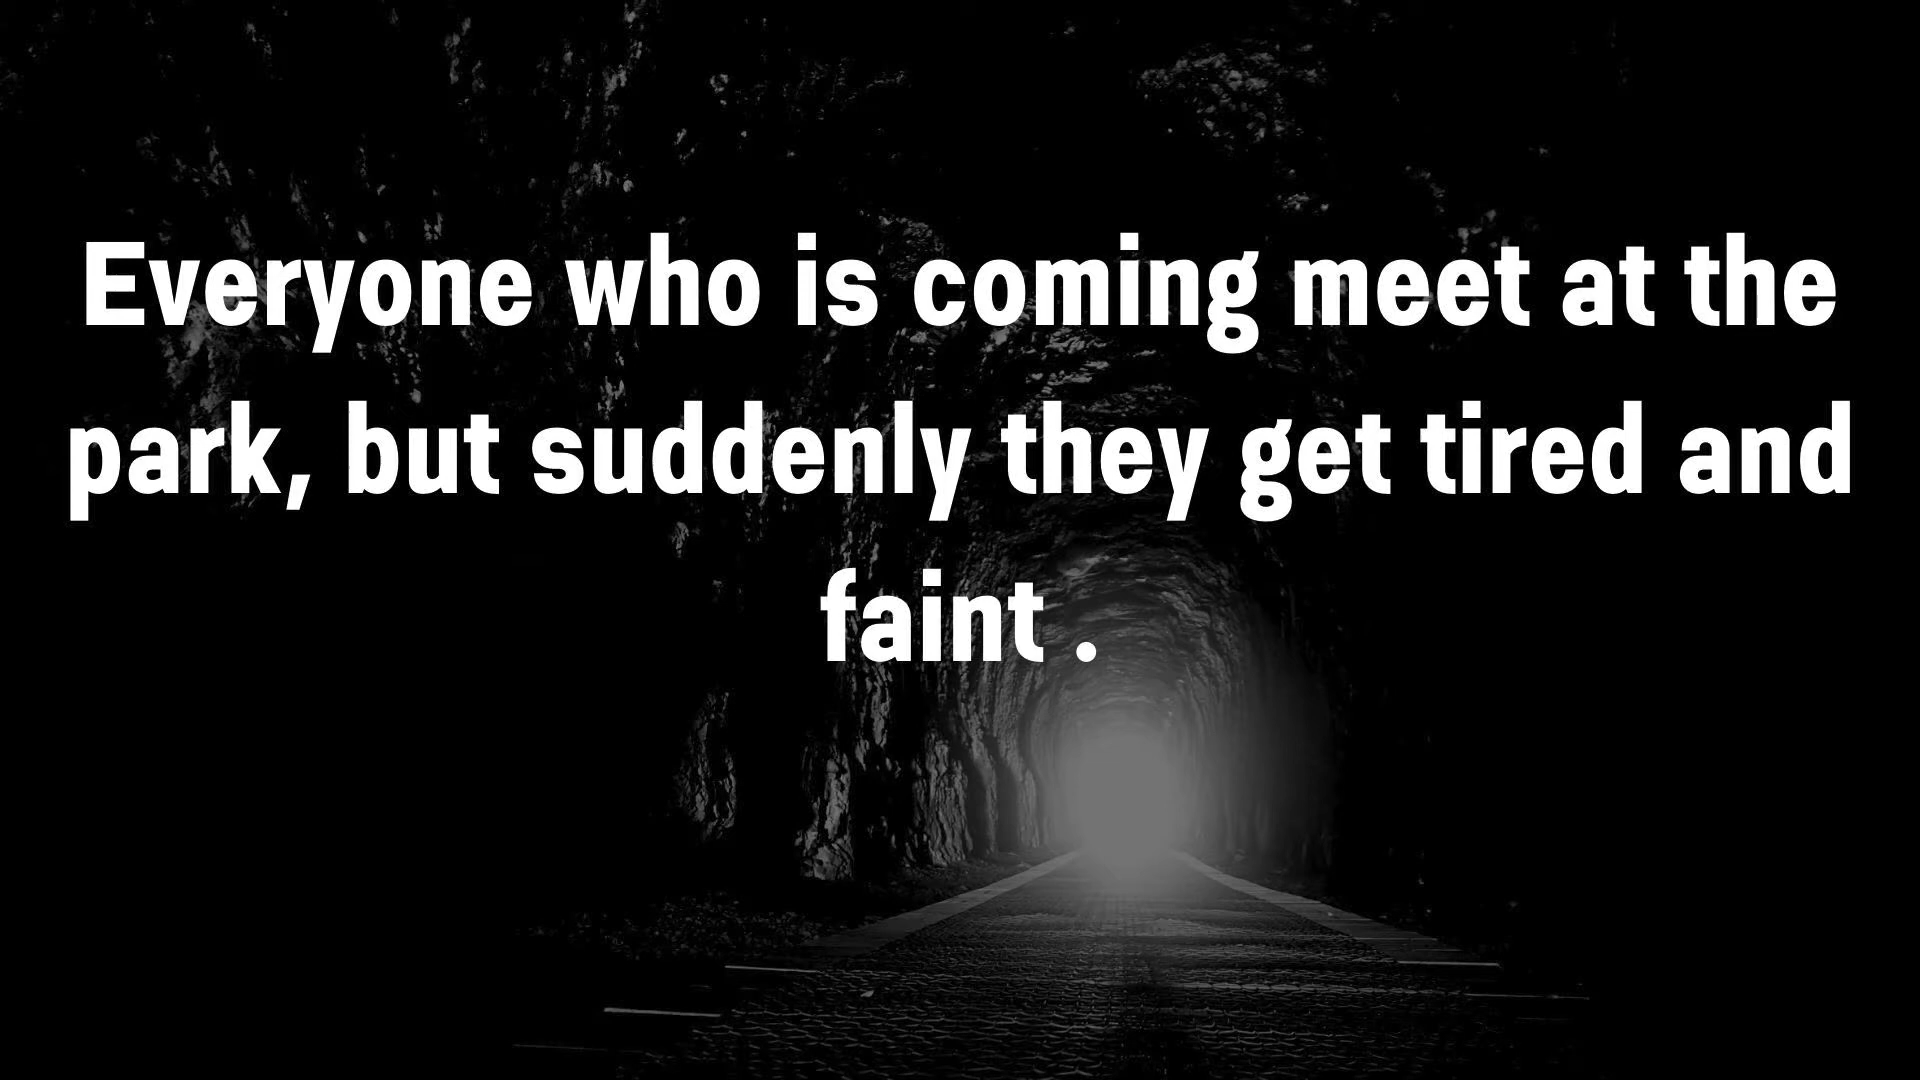 Everyone who is coming meet at the
park, but suddenly they get tired and
faint .